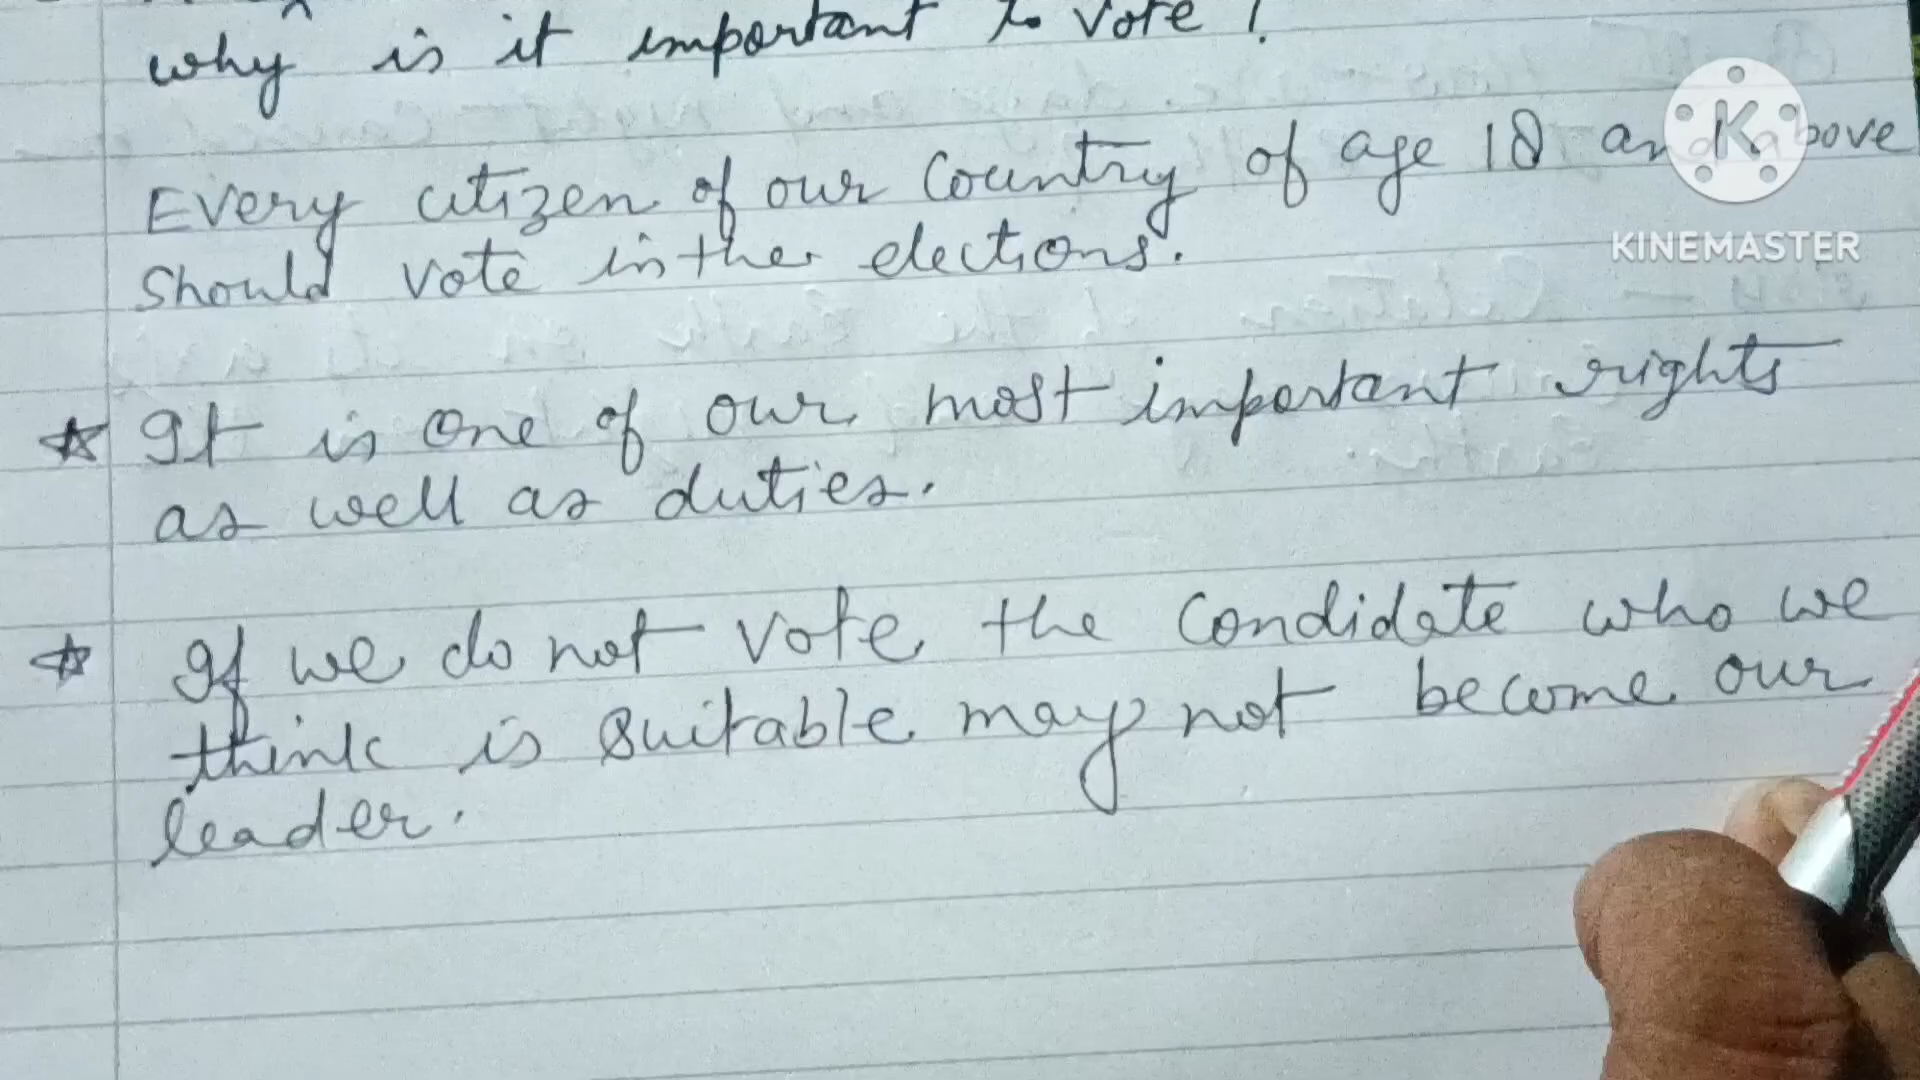 why is it important to vote ?
Every citizen of our country of age 18 and above
should vote in the elections.
☆ It is one of our most important rights
as well as duties.
☆ If we do not vote, the candidate who we
think is suitable may not become our
leader.
KINEMASTER